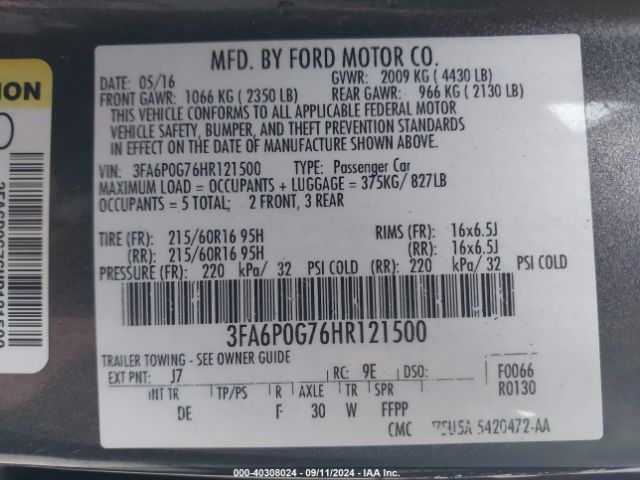 MFD. BY FORD MOTOR CO.
DATE: 05/16 GVWR: 2009 KG ( 4430 LB)
FRONT GAWR: 1066 KG ( 2350 LB) REAR GAWR: 966 KG ( 2130 LB)
THIS VEHICLE CONFORMS TO ALL APPLICABLE FEDERAL MOTOR
VEHICLE SAFETY, BUMPER, AND THEFT PREVENTION STANDARDS
IN EFFECT ON THE DATE OF MANUFACTURE SHOWN ABOVE.
VIN: 3FA6P0G76HR121500 TYPE: Passenger Car
MAXIMUM LOAD = OCCUPANTS + LUGGAGE = 375KG/ 827LB
OCCUPANTS = 5 TOTAL; 2 FRONT, 3 REAR
TIRE (FR): 215/60R16 95H RIMS (FR): 16x6.5J
(RR): 215/60R16 95H (RR): 16x6.5J
PRESSURE (FR): 220 kPa/ 32 PSI COLD (RR): 220 kPa/ 32 PSI COLD
3FA6P0G76HR121500
TRAILER TOWING - SEE OWNER GUIDE
EXT PNT: J7 RC: 9E DSO: F0066
INT TR TP/PS R AXLE TR SPR R0130
DE F 30 W FFPP
CMC 5420472-AA
ION
000-40308024 - 09/11/2024 - IAA Inc.